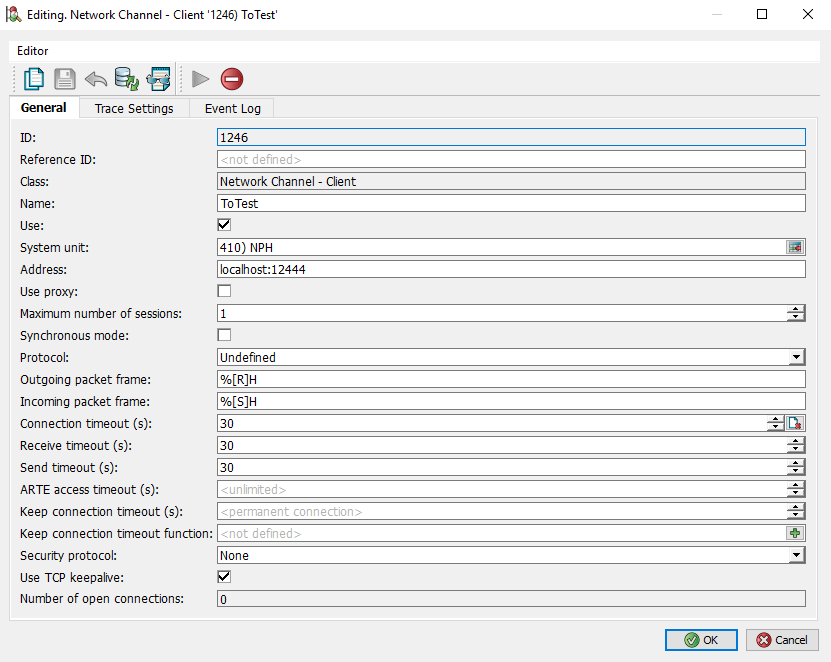 Editing. Network Channel - Client '1246) ToTest'
Editor
General Trace Settings Event Log
ID: 1246
Reference ID: <not defined>
Class: Network Channel - Client
Name: ToTest
Use:
System unit: 410) NPH
Address: localhost:12444
Use proxy:
Maximum number of sessions: 1
Synchronous mode:
Protocol: Undefined
Outgoing packet frame: %[R]H
Incoming packet frame: %[S]H
Connection timeout (s): 30
Receive timeout (s): 30
Send timeout (s): 30
ARTE access timeout (s): <unlimited>
Keep connection timeout (s): <permanent connection>
Keep connection timeout function: <not defined>
Security protocol: None
Use TCP keepalive:
Number of open connections: 0
OK Cancel